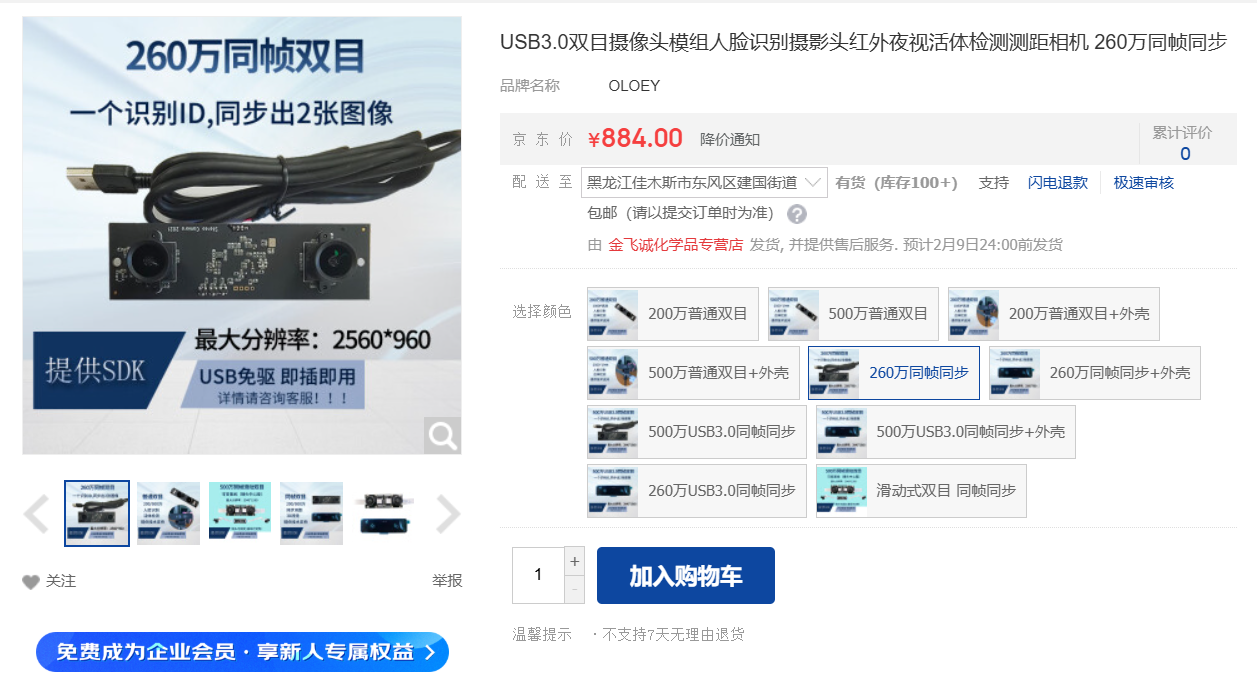 260万同帧双目
一个识别ID,同步出2张图像
最大分辨率：2560*960
提供SDK
USB免驱 即插即用
详情请咨询客服！！！
关注
举报
免费成为企业会员 · 享新人专属权益
USB3.0双目摄像头模组人脸识别摄影头红外夜视活体检测测距相机 260万同帧同步
品牌名称 OLOEY
京 东 价 ¥884.00 降价通知
累计评价
0
配 送 至 黑龙江佳木斯市东风区建国街道 有货（库存100+） 支持 闪电退款 极速审核
包邮（请以提交订单时为准） ?
由 金飞诚化学品专营店 发货, 并提供售后服务. 预计2月9日24:00前发货
选择颜色 200万普通双目 500万普通双目 200万普通双目+外壳
500万普通双目+外壳 260万同帧同步 260万同帧同步+外壳
500万USB3.0同帧同步 500万USB3.0同帧同步+外壳
260万USB3.0同帧同步 滑动式双目 同帧同步
1 + - 加入购物车
温馨提示 ·不支持7天无理由退货